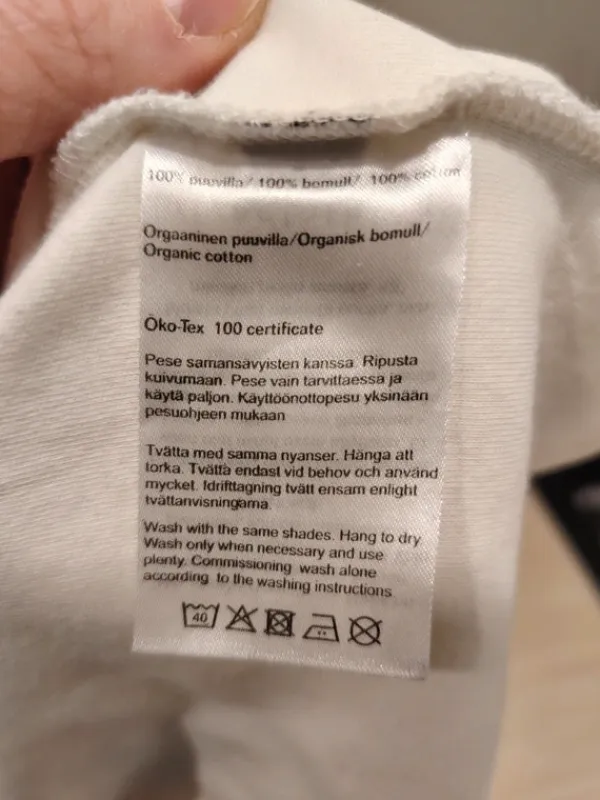 100% puuvilla/ 100% bomull/ 100% cotton
Orgaaninen puuvilla/Organisk bomull/
Organic cotton
Öko-Tex 100 certificate
Pese samansävyisten kanssa. Ripusta
kuivumaan. Pese vain tarvittaessa ja
käytä paljon. Käyttöönottopesu yksinään
pesuohjeen mukaan
Tvätta med samma nyanser. Hänga att
torka. Tvätta endast vid behov och använd
mycket. Idrifttagning tvätt ensam enlight
tvättanvisningarna.
Wash with the same shades. Hang to dry
Wash only when necessary and use
plenty. Commissioning wash alone
according to the washing instructions
40